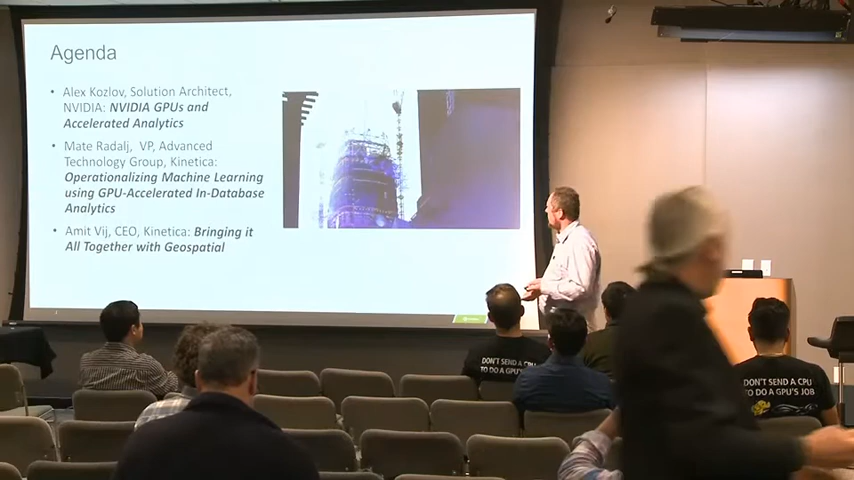 Agenda
• Alex Kozlov, Solution Architect,
NVIDIA: NVIDIA GPUs and
Accelerated Analytics
• Mate Radalj, VP, Advanced
Technology Group, Kinetica:
Operationalizing Machine Learning
using GPU-Accelerated In-Database
Analytics
• Amit Vij, CEO, Kinetica: Bringing it
All Together with Geospatial
DON'T SEND A CPU
TO DO A GPU'S JOB
DON'T SEND A CPU
TO DO A GPU'S JOB